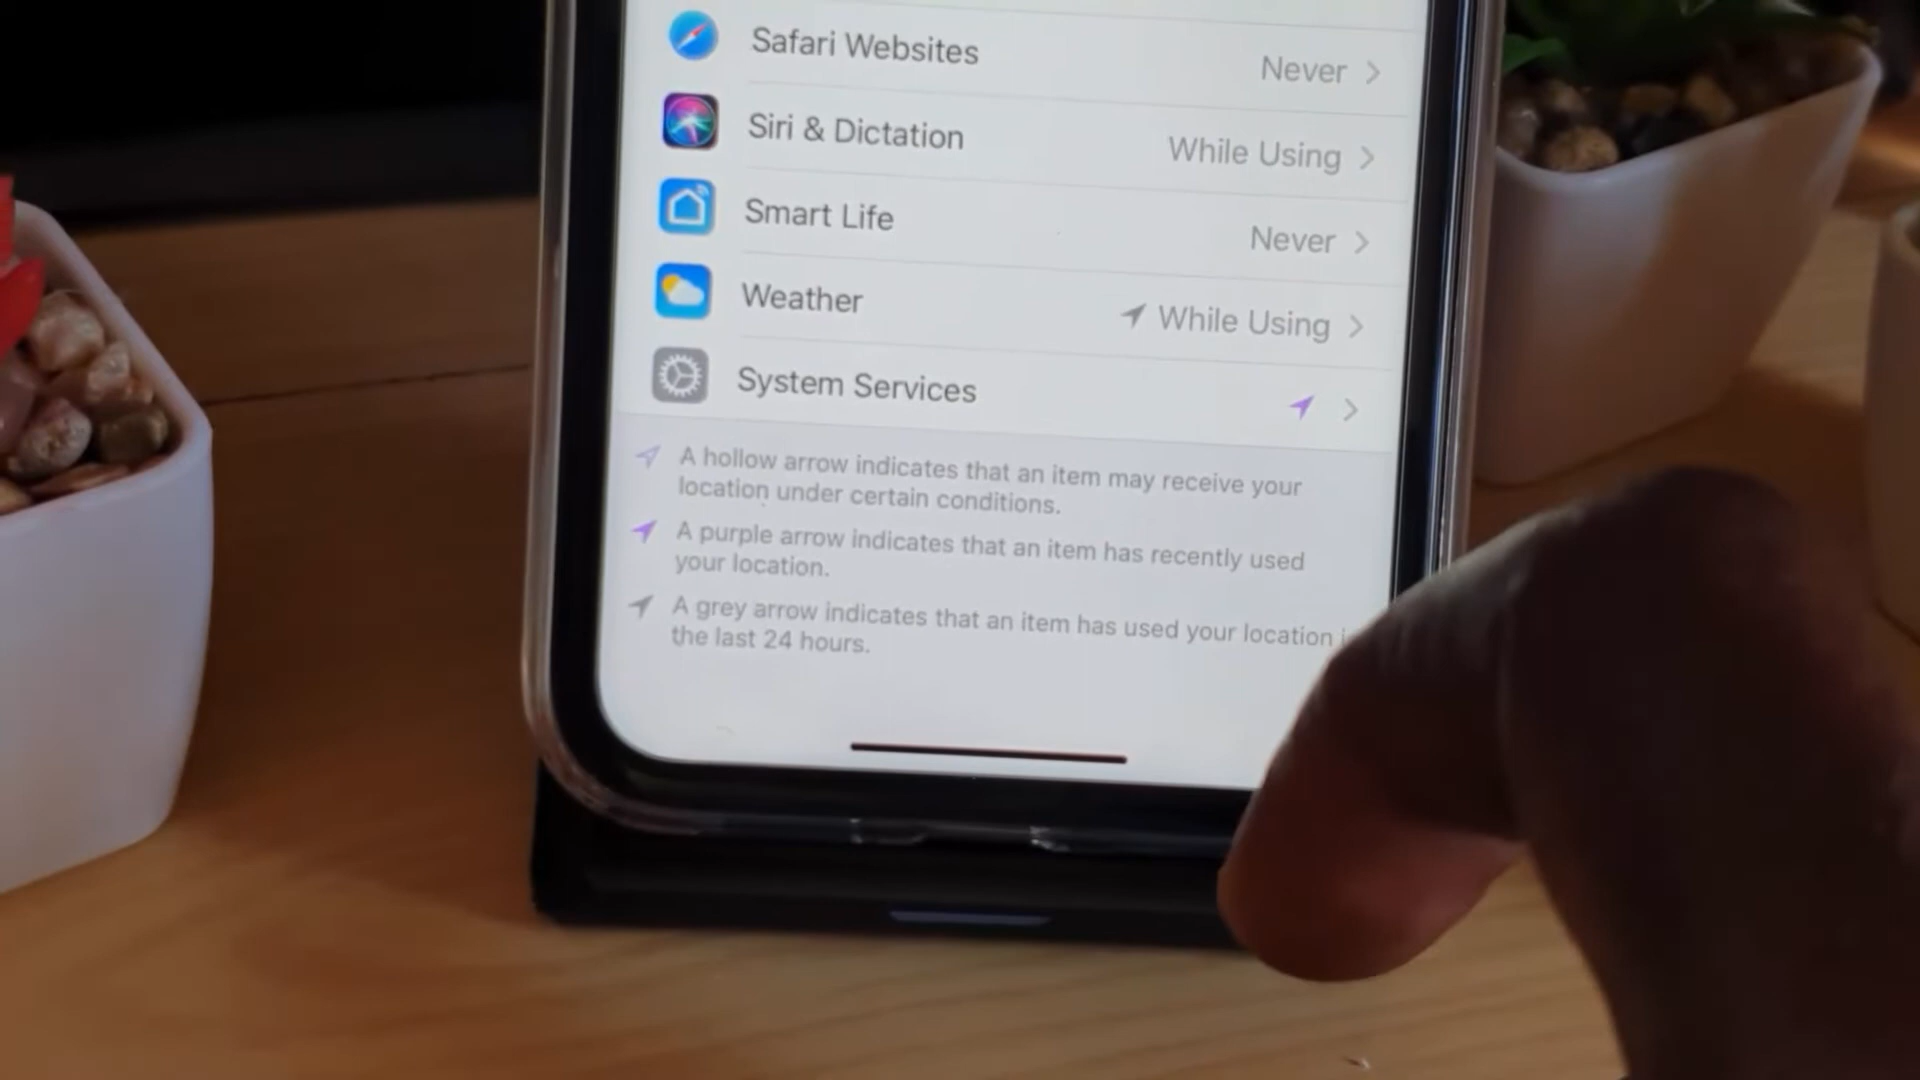 Safari Websites Never
Siri & Dictation While Using
Smart Life Never
Weather While Using
System Services
A hollow arrow indicates that an item may receive your
location under certain conditions.
A purple arrow indicates that an item has recently used
your location.
A grey arrow indicates that an item has used your location
the last 24 hours.